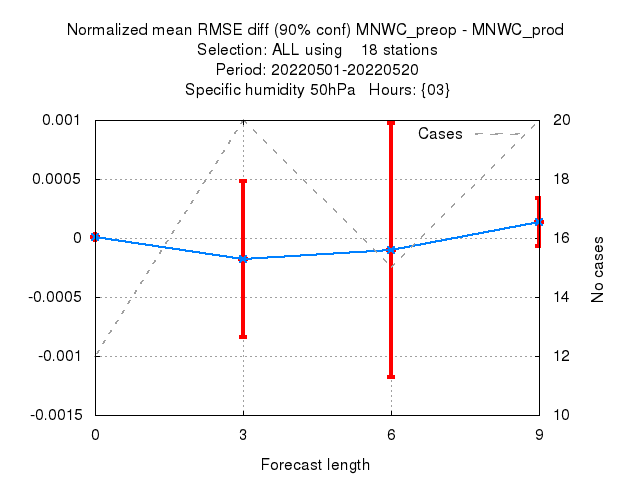 Normalized mean RMSE diff (90% conf) MNWC_preop - MNWC_prod
Selection: ALL using    18 stations
Period: 20220501-20220520
Specific humidity 50hPa   Hours: {03}
Cases
0.001
0.0005
0
-0.0005
-0.001
-0.0015
20
18
16
14
12
10
No cases
0 3 6 9
Forecast length